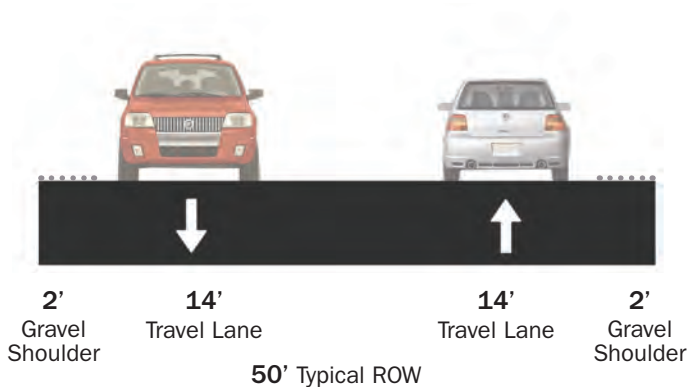 2’ 14’ 14’ 2’
Gravel Travel Lane Travel Lane Gravel
Shoulder Shoulder
50’ Typical ROW